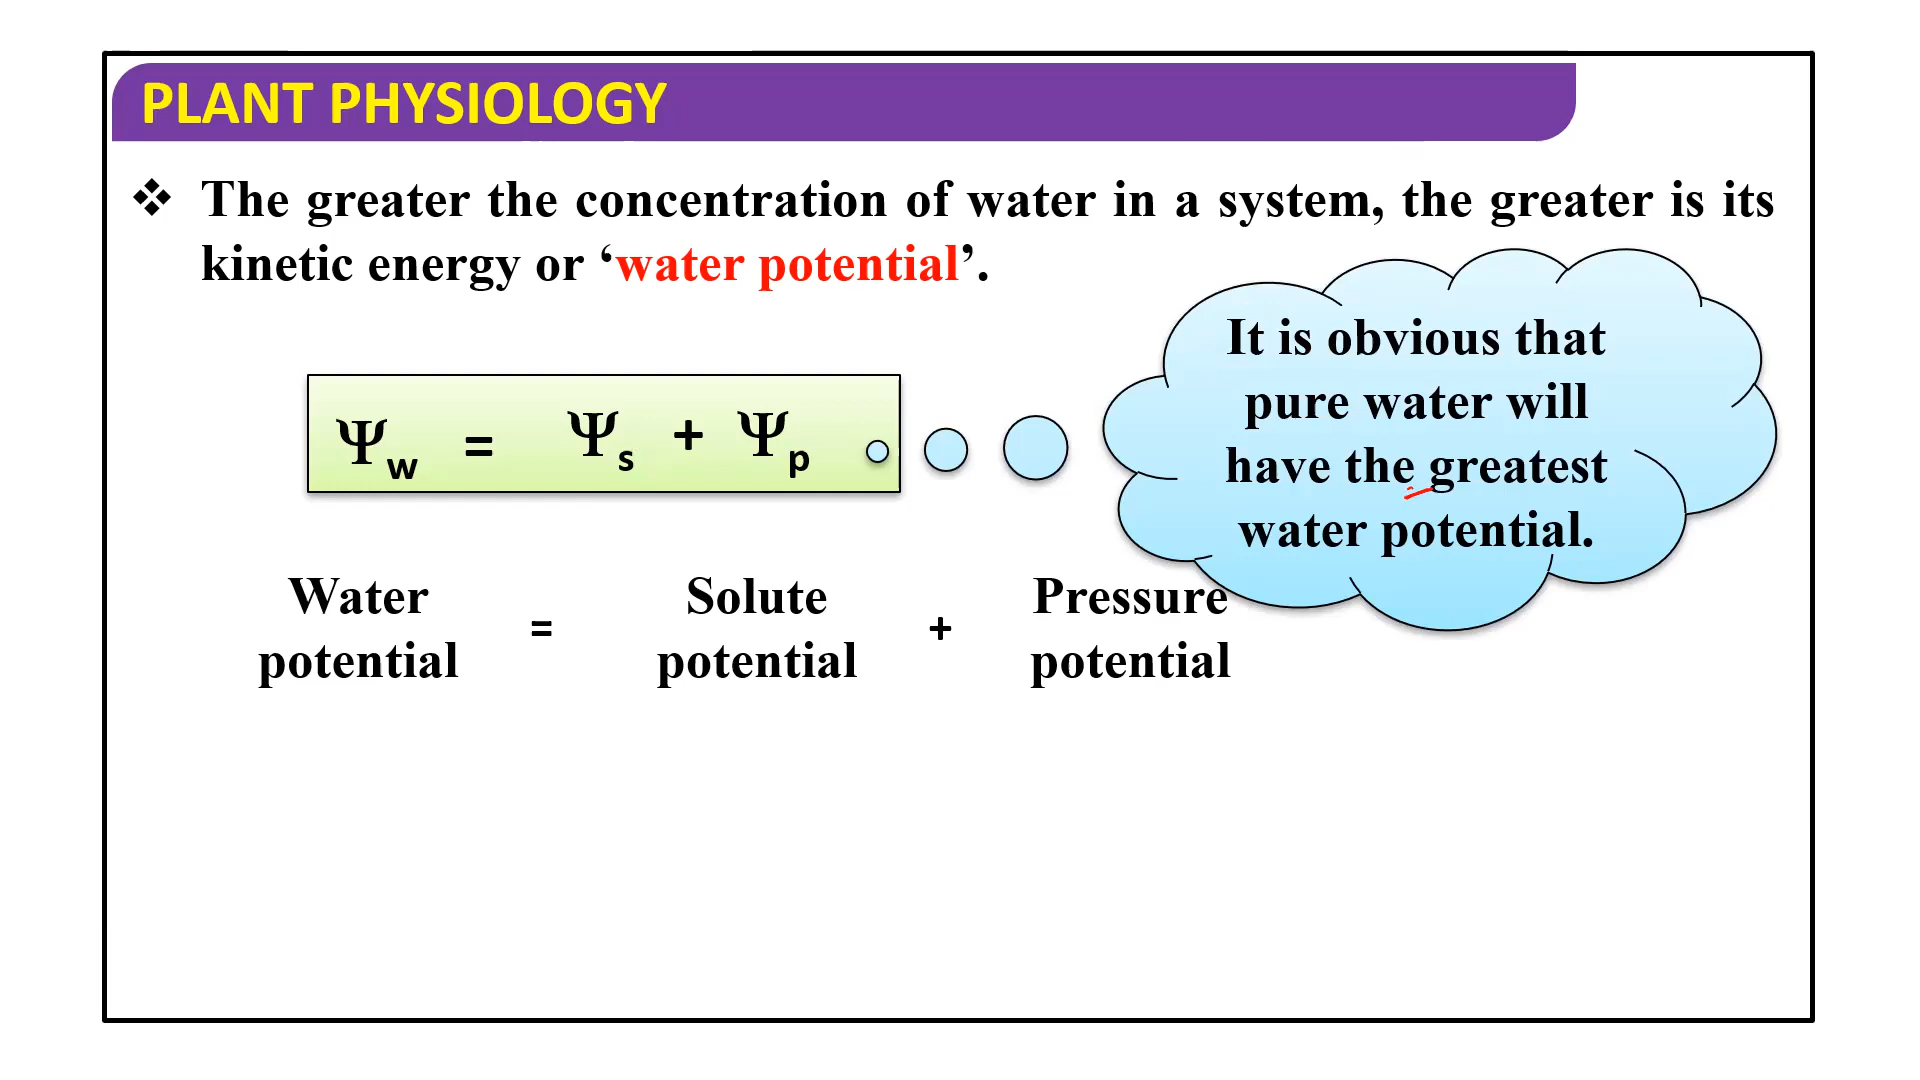 PLANT PHYSIOLOGY
❖ The greater the concentration of water in a system, the greater is its
kinetic energy or ‘water potential’.
It is obvious that
pure water will
have the greatest
water potential.
Ψw = Ψs + Ψp
Water potential = Solute potential + Pressure potential